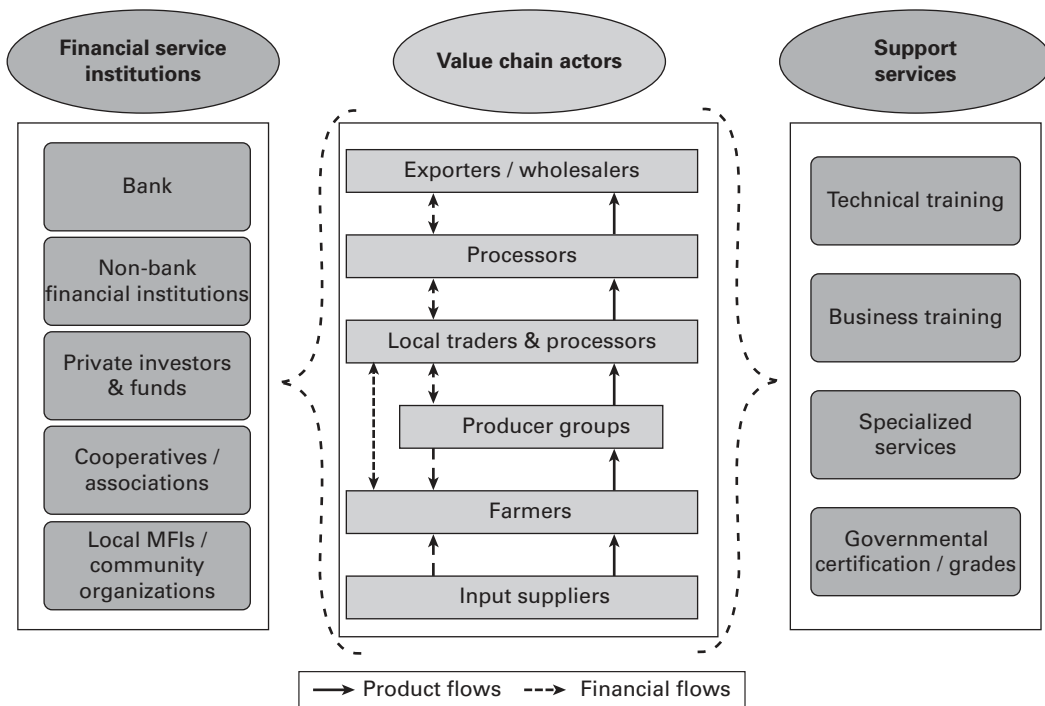 Financial service
institutions
Value chain actors
Support
services
Bank
Non-bank
financial institutions
Private investors
& funds
Cooperatives /
associations
Local MFIs /
community
organizations
Exporters / wholesalers
Processors
Local traders & processors
Producer groups
Farmers
Input suppliers
Technical training
Business training
Specialized
services
Governmental
certification / grades
Product flows
Financial flows